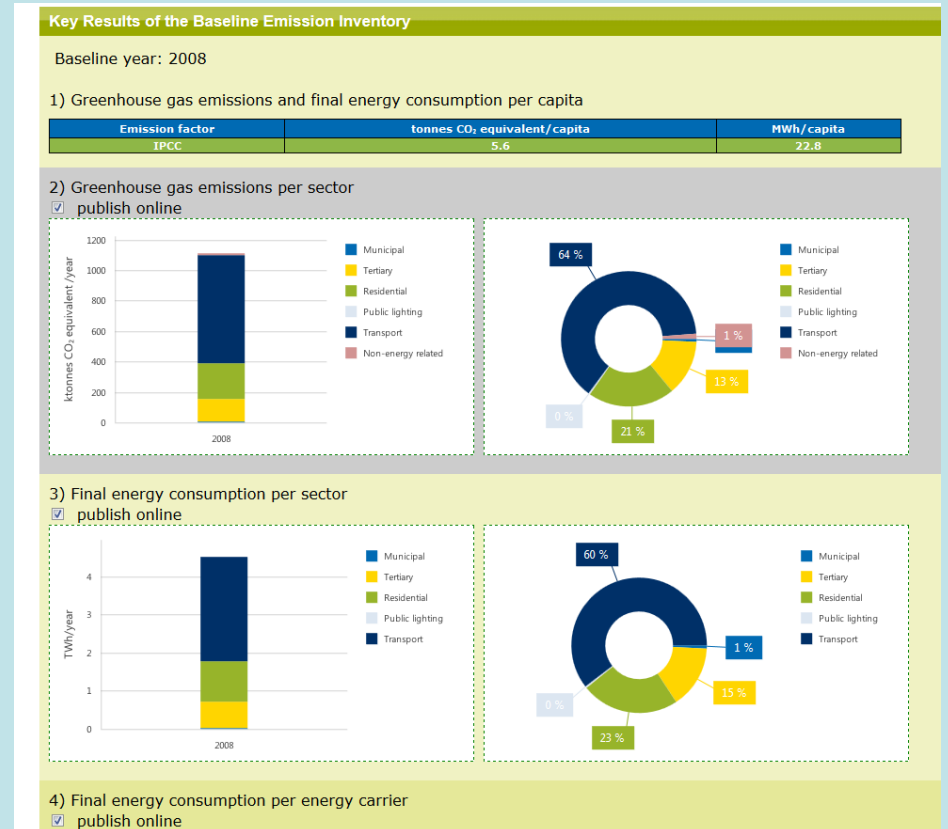 Key Results of the Baseline Emission Inventory
Baseline year: 2008
1) Greenhouse gas emissions and final energy consumption per capita
Emission factor tonnes CO₂ equivalent/capita MWh/capita
IPCC 5.6 22.8
2) Greenhouse gas emissions per sector
publish online
ktonnes CO₂ equivalent /year
1200
1000
800
600
400
200
0
2008
Municipal
Tertiary
Residential
Public lighting
Transport
Non-energy related
64 %
1 %
13 %
21 %
0 %
Municipal
Tertiary
Residential
Public lighting
Transport
Non-energy related
3) Final energy consumption per sector
publish online
TWh/year
4
3
2
1
0
2008
Municipal
Tertiary
Residential
Public lighting
Transport
60 %
1 %
15 %
23 %
0 %
Municipal
Tertiary
Residential
Public lighting
Transport
4) Final energy consumption per energy carrier
publish online